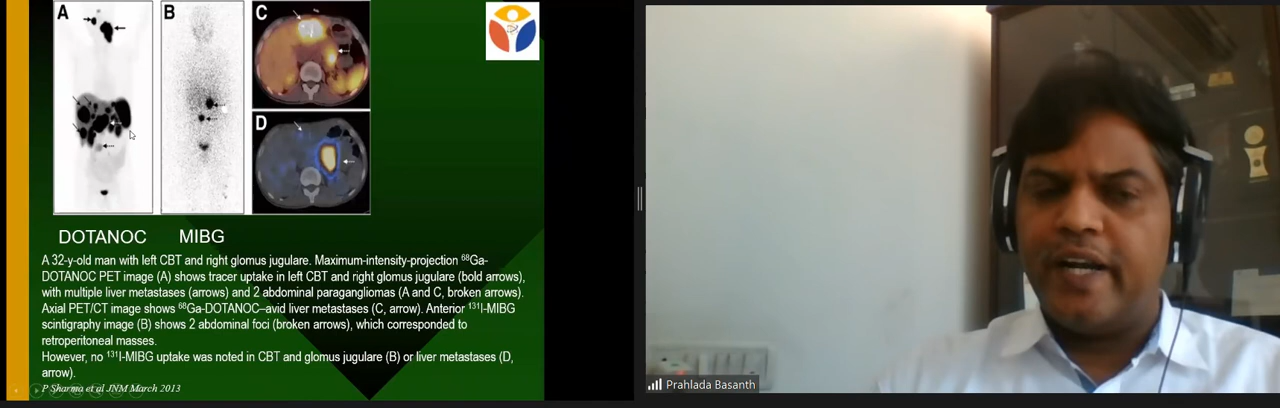 A
B
C
D
DOTANOC MIBG
A 32-y-old man with left CBT and right glomus jugulare. Maximum-intensity-projection ⁶⁸Ga-
DOTANOC PET image (A) shows tracer uptake in left CBT and right glomus jugulare (bold arrows),
with multiple liver metastases (arrows) and 2 abdominal paragangliomas (A and C, broken arrows).
Axial PET/CT image shows ⁶⁸Ga-DOTANOC–avid liver metastases (C, arrow). Anterior ¹³¹I-MIBG
scintigraphy image (B) shows 2 abdominal foci (broken arrows), which corresponded to
retroperitoneal masses.
However, no ¹³¹I-MIBG uptake was noted in CBT and glomus jugulare (B) or liver metastases (D,
arrow).
P Sharma et al JNM March 2013
Prahlada Basanth